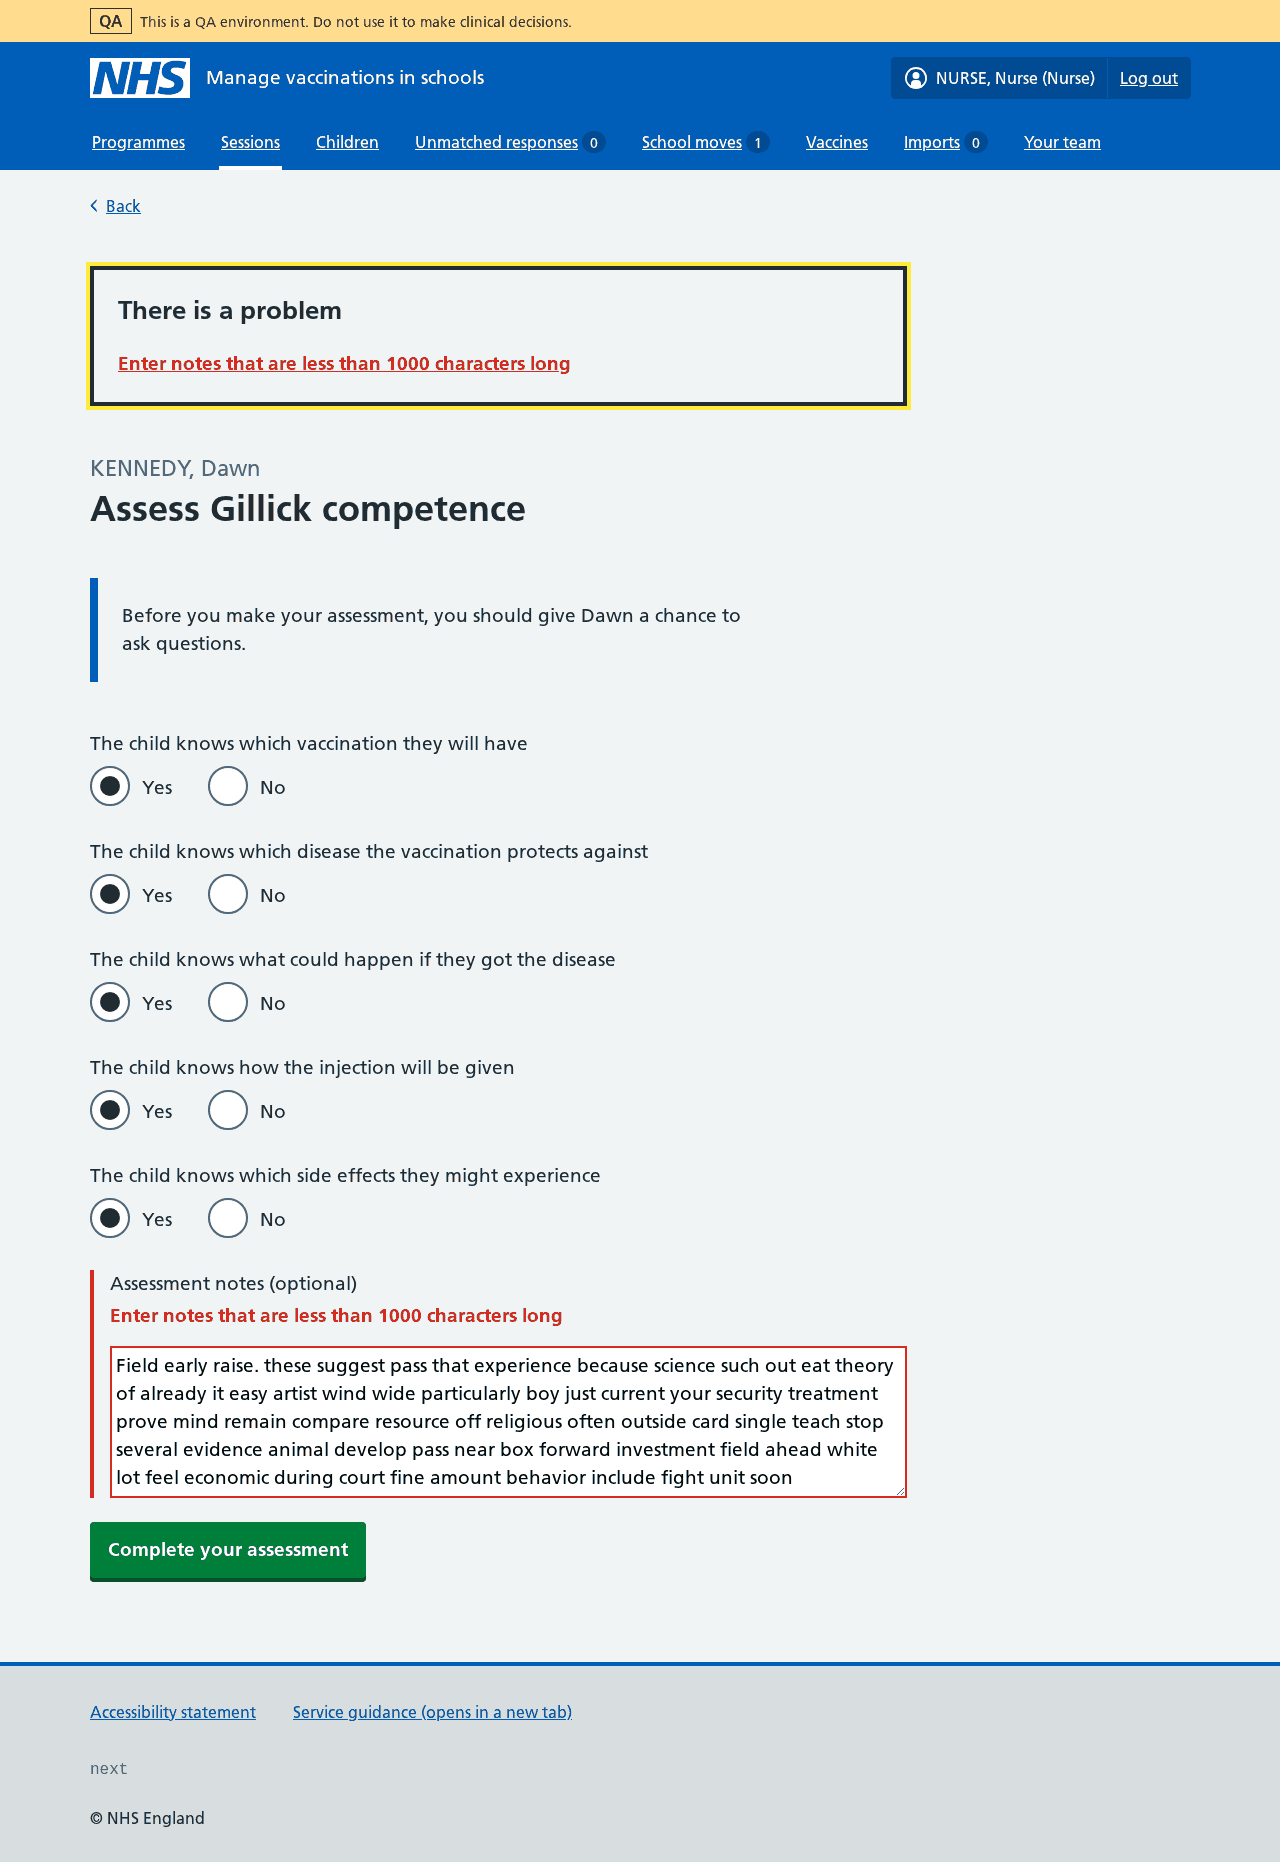 QA This is a QA environment. Do not use it to make clinical decisions.
NHS Manage vaccinations in schools NURSE, Nurse (Nurse) Log out
Programmes Sessions Children Unmatched responses 0 School moves 1 Vaccines Imports 0 Your team
Back
There is a problem
Enter notes that are less than 1000 characters long
KENNEDY, Dawn
Assess Gillick competence
Before you make your assessment, you should give Dawn a chance to
ask questions.
The child knows which vaccination they will have
Yes No
The child knows which disease the vaccination protects against
Yes No
The child knows what could happen if they got the disease
Yes No
The child knows how the injection will be given
Yes No
The child knows which side effects they might experience
Yes No
Assessment notes (optional)
Enter notes that are less than 1000 characters long
Field early raise. these suggest pass that experience because science such out eat theory
of already it easy artist wind wide particularly boy just current your security treatment
prove mind remain compare resource off religious often outside card single teach stop
several evidence animal develop pass near box forward investment field ahead white
lot feel economic during court fine amount behavior include fight unit soon
Complete your assessment
Accessibility statement Service guidance (opens in a new tab)
next
© NHS England